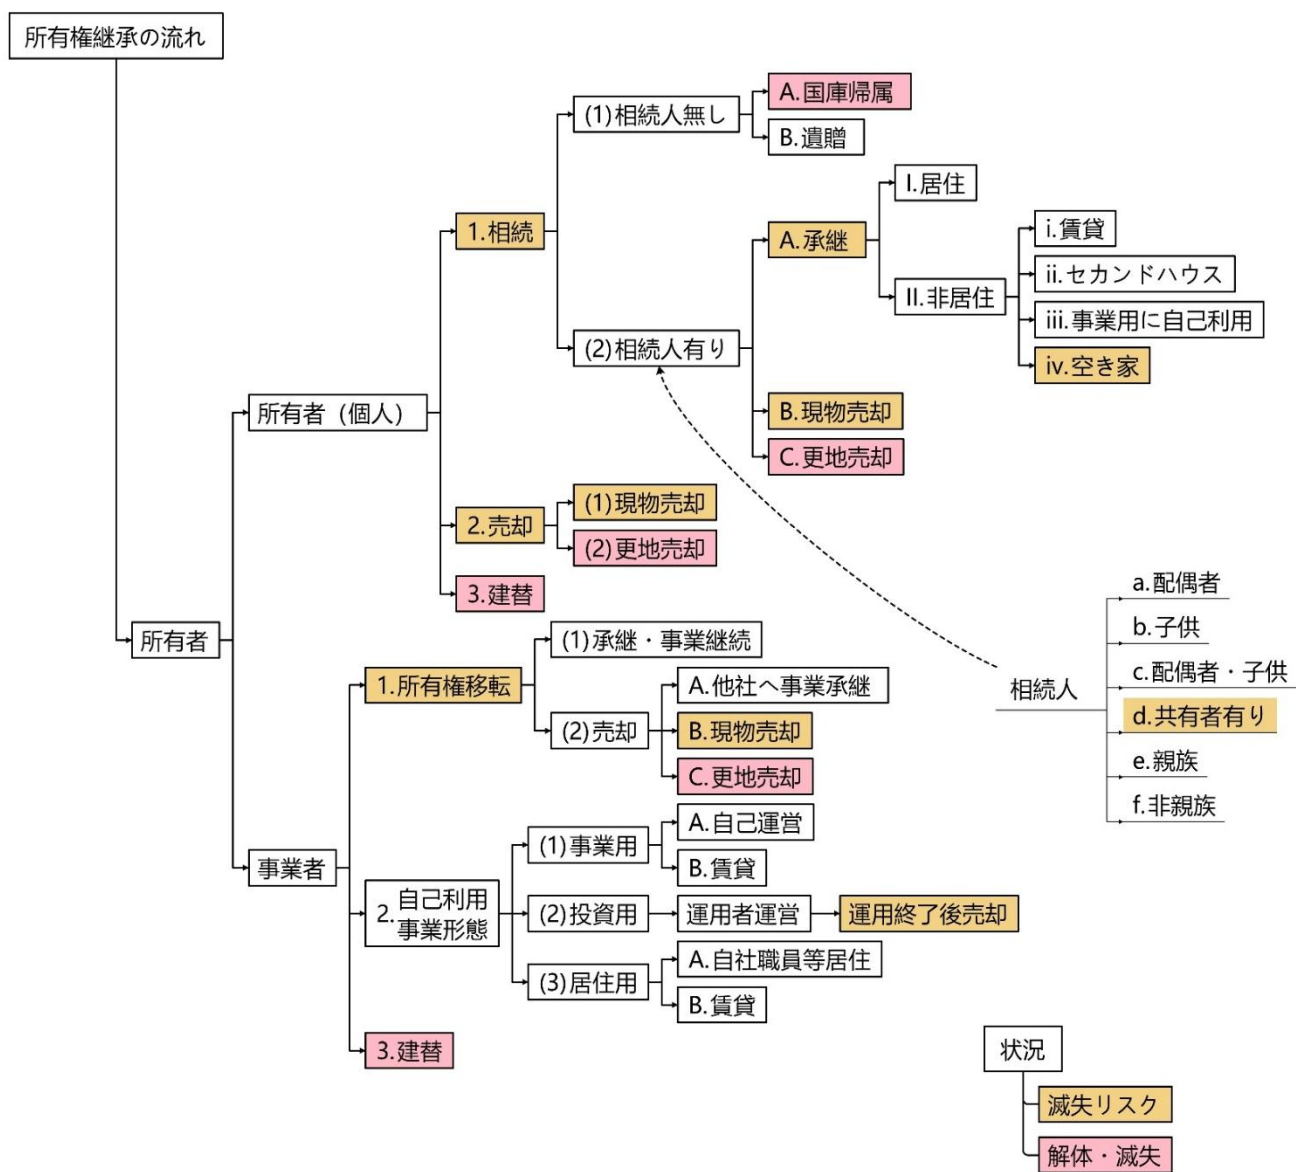 所有権継承の流れ
所有者
所有者（個人）
1.相続
(1)相続人無し
A.国庫帰属
B.遺贈
(2)相続人有り
A.承継
I.居住
II.非居住
i.賃貸
ii.セカンドハウス
iii.事業用に自己利用
iv.空き家
B.現物売却
C.更地売却
2.売却
(1)現物売却
(2)更地売却
3.建替
事業者
1.所有権移転
(1)承継・事業継続
(2)売却
A.他社へ事業承継
B.現物売却
C.更地売却
2.自己利用
事業形態
(1)事業用
A.自己運営
B.賃貸
(2)投資用
運用者運営
運用終了後売却
(3)居住用
A.自社職員等居住
B.賃貸
3.建替
相続人
a.配偶者
b.子供
c.配偶者・子供
d.共有者有り
e.親族
f.非親族
状況
滅失リスク
解体・滅失